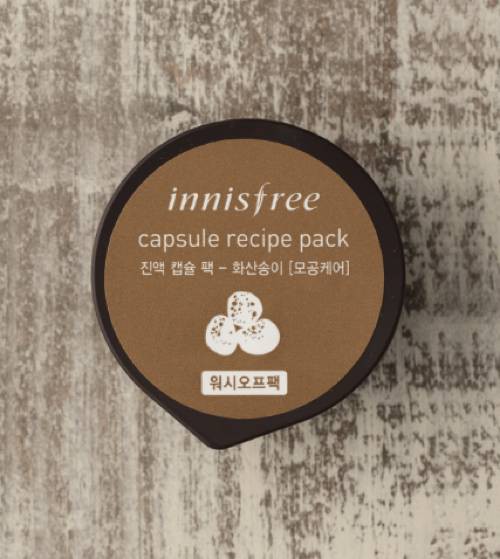 innisfree
capsule recipe pack
진액 캡슐 팩 - 화산송이 [모공케어]
워시오프팩